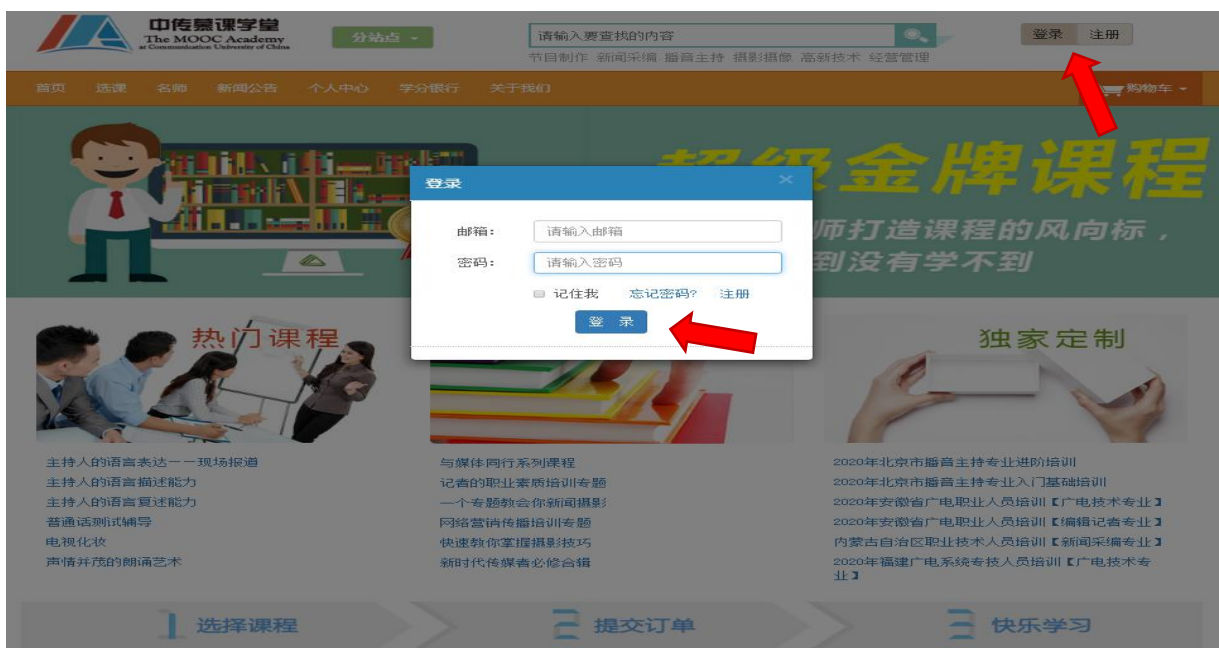 中传慕课学堂
The MOOC Academy
at Communication University of China
分站点
请输入要查找的内容
登录 注册
节目制作 新闻采编 播音主持 摄影摄像 高新技术 经营管理
首页 选课 名师 新闻公告 个人中心 学分银行 关于我们
购物车
超级金牌课程
师打造课程的风向标，
到没有学不到
登录 ×
邮箱： 请输入邮箱
密码： 请输入密码
记住我 忘记密码? 注册
登 录
热门课程
独家定制
主持人的语言表达——现场报道
主持人的语言描述能力
主持人的语言复述能力
普通话测试辅导
电视化妆
声情并茂的朗诵艺术
与媒体同行系列课程
记者的职业素质培训专题
一个专题教会你新闻摄影
网络营销传播培训专题
快速教你掌握摄影技巧
新时代传媒者必修合辑
2020年北京市播音主持专业进阶培训
2020年北京市播音主持专业入门基础培训
2020年安徽省广电职业人员培训【广电技术专业】
2020年安徽省广电职业人员培训【编辑记者专业】
内蒙古自治区职业技术人员培训【新闻采编专业】
2020年福建广电系统专技人员培训【广电技术专
业】
1 选择课程
2 提交订单
3 快乐学习